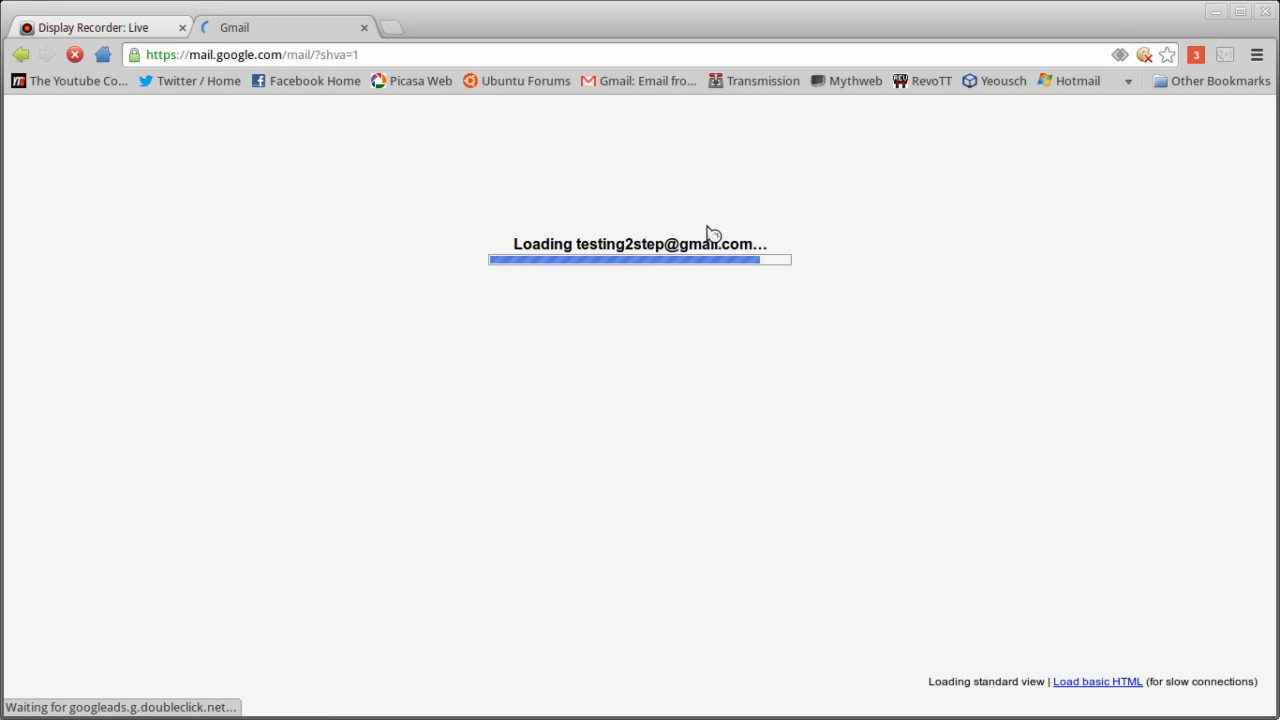 Display Recorder: Live
Gmail
https://mail.google.com/mail/?shva=1
3
The Youtube Co...
Twitter / Home
Facebook Home
Picasa Web
Ubuntu Forums
Gmail: Email fro...
Transmission
Mythweb
RevoTT
Yeousch
Hotmail
Other Bookmarks
Loading testing2step@gmail.com...
Loading standard view | Load basic HTML (for slow connections)
Waiting for googleads.g.doubleclick.net...